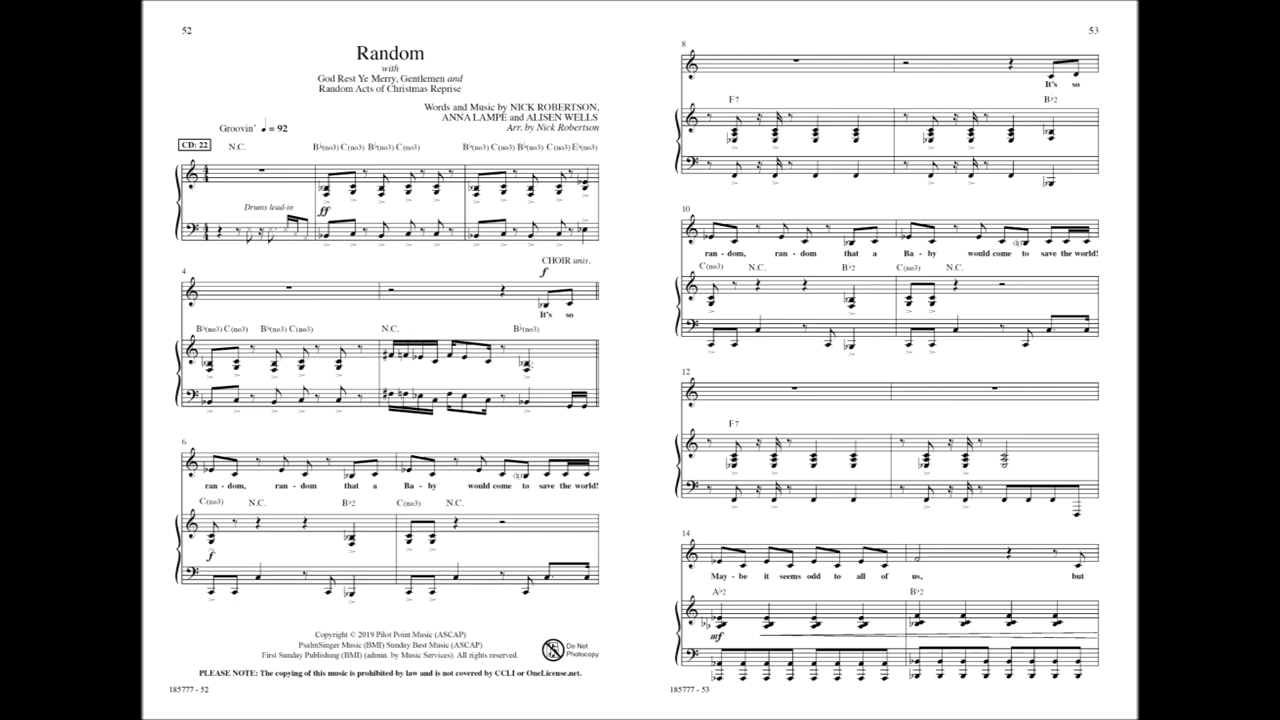 52
Random
with
God Rest Ye Merry, Gentlemen and
Random Acts of Christmas Reprise
Words and Music by NICK ROBERTSON,
ANNA LAMPE and ALISEN WELLS
Arr. by Nick Robertson
Groovin' ♩ = 92
CD: 22
N.C. B♭(no3) C(no3) B♭(no3) C(no3) B♭(no3) C(no3) B♭(no3) C(no3) E♭(no3)
Drums lead-in
ff
CHOIR unis.
f
4
It's so
B♭(no3) C(no3) B♭(no3) C(no3) N.C. B♭(no3)
6
ran - dom, ran - dom that a Ba - by would come to save the world!
C(no3) N.C. B♭2 C(no3) N.C.
f
Copyright © 2019 Pilot Point Music (ASCAP)
PsalmSinger Music (BMI) Sunday Best Music (ASCAP)
First Sunday Publishing (BMI) (admin. by Music Services). All rights reserved.
Do Not
Photocopy
PLEASE NOTE: The copying of this music is prohibited by law and is not covered by CCLI or OneLicense.net.
185777 - 52
53
8
It's so
F7 B♭2
10
ran - dom, ran - dom that a Ba - by would come to save the world!
C(no3) N.C. B♭2 C(no3) N.C.
12
F7
14
May - be it seems odd to all of us, but
A♭2 B♭2
mf
185777 - 53